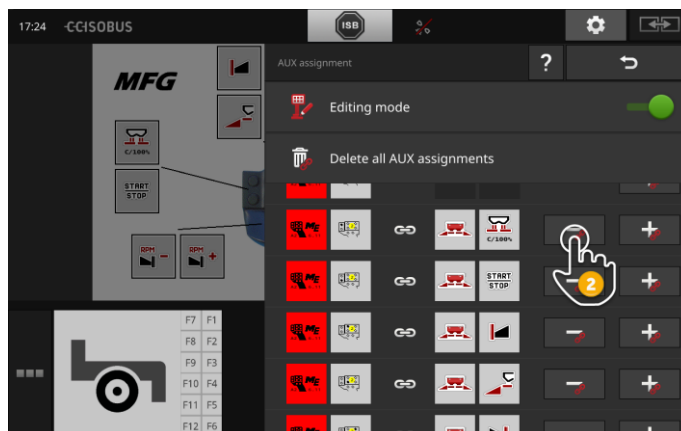 17:24
CCISOBUS
ISB
AUX assignment
?
MFG
Editing mode
Delete all AUX assignments
C/100%
START
STOP
RPM
RPM
C/100%
START
STOP
2
F7 F1
F8 F2
F9 F3
F10 F4
F11 F5
F12 F6